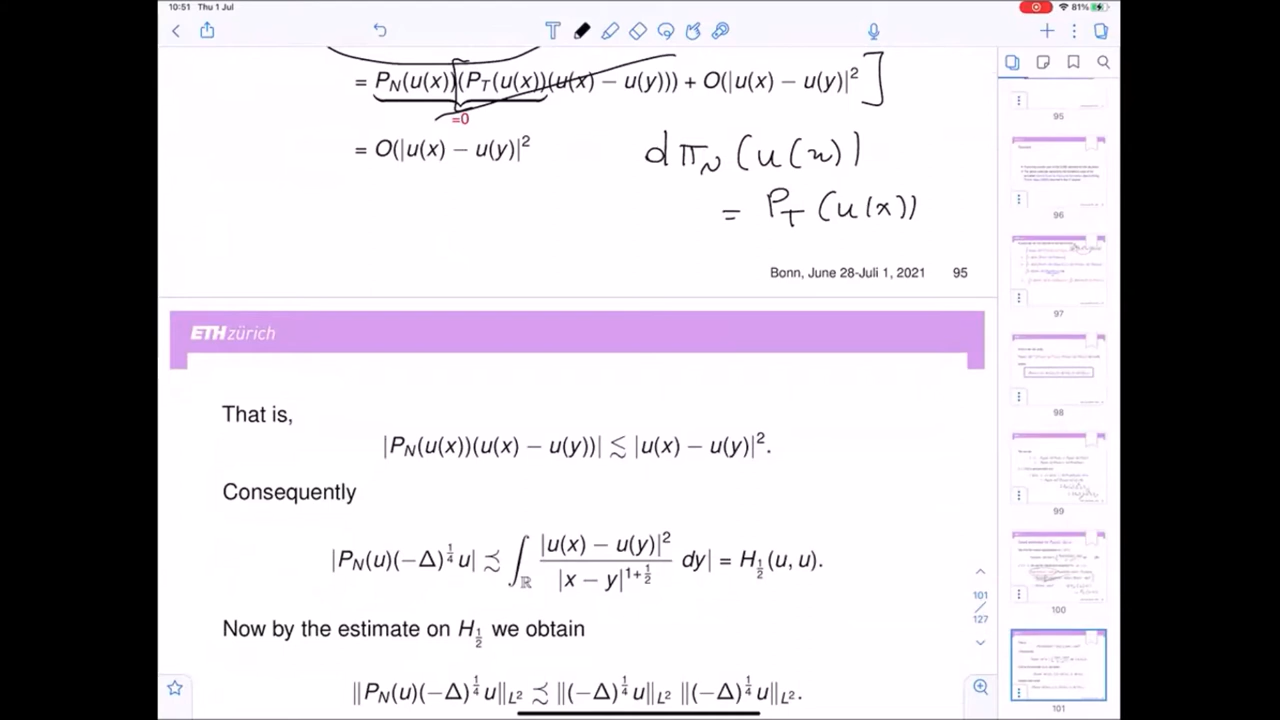 10:51 Thu 1 Jul
81%
= P_N(u(x))(P_T(u(x))(u(x) − u(y))) + O(|u(x) − u(y)|²]
=0
= O(|u(x) − u(y)|²
dπ_N (u(x))
= P_T (u(x))
Bonn, June 28-Juli 1, 2021 95
ETH zürich
That is,
|P_N(u(x))(u(x) − u(y))| ≲ |u(x) − u(y)|².
Consequently
|P_N(u)(−Δ)^{1/4} u| ⪯ ∫_ℝ |u(x) − u(y)|² / |x − y|^{1+1/2} dy| = H_{1/2}(u, u).
Now by the estimate on H_{1/2} we obtain
‖P_N(u)(−Δ)^{1/4} u‖_{L²} ⪯ ‖(−Δ)^{1/4} u‖_{L²} ‖(−Δ)^{1/4} u‖_{L²}.
101
/
127
95
96
97
98
99
100
101